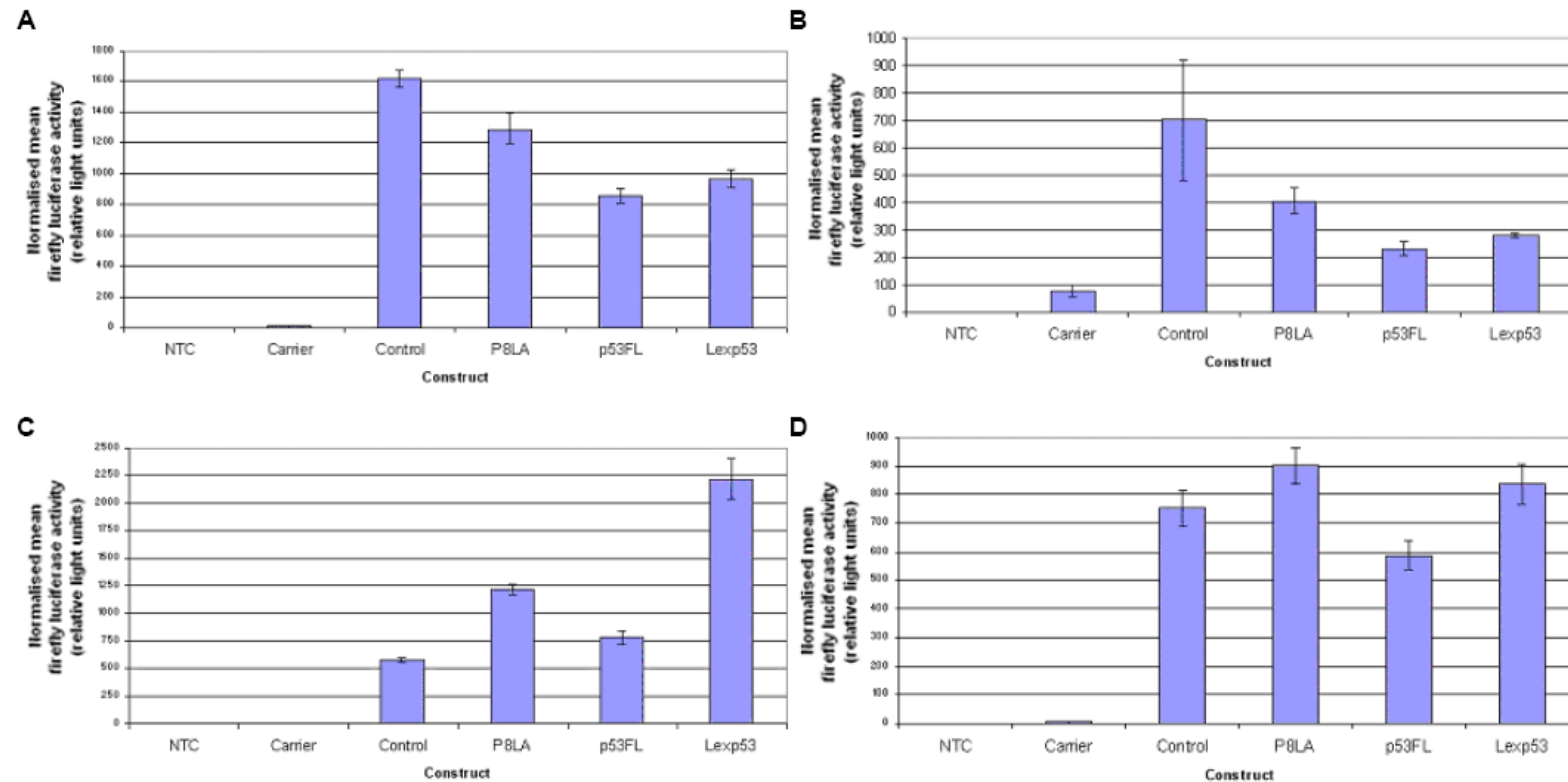 A
Normalised mean
firefly luciferase activity
(relative light units)
1800
1600
1400
1200
1000
800
600
400
200
0
NTC Carrier Control P8LA p53FL Lexp53
Construct
B
Normalised mean
firefly luciferase activity
(relative light units)
1000
900
800
700
600
500
400
300
200
100
0
NTC Carrier Control P8LA p53FL Lexp53
Construct
C
Normalised mean
firefly luciferase activity
(relative light units)
2500
2250
2000
1750
1500
1250
1000
750
500
250
0
NTC Carrier Control P8LA p53FL Lexp53
Construct
D
Normalised mean
firefly luciferase activity
(relative light units)
1000
900
800
700
600
500
400
300
200
100
0
NTC Carrier Control P8LA p53FL Lexp53
Construct